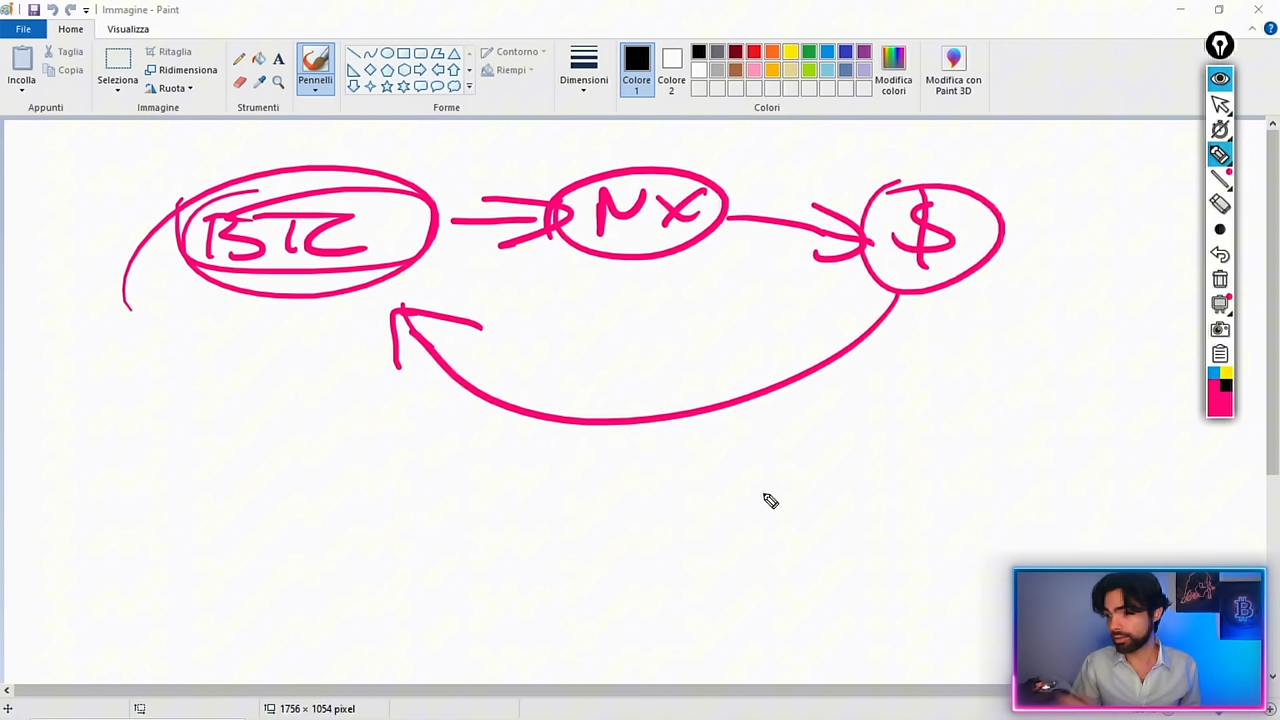 Immagine - Paint
File Home Visualizza
Incolla
Taglia
Copia
Appunti
Seleziona
Ritaglia
Ridimensiona
Ruota
Immagine
A
Strumenti
Pennelli
Contorno
Riempi
Forme
Dimensioni
Colore 1
Colore 2
Modifica colori
Colori
Modifica con Paint 3D
BTC NX $
1756 × 1054 pixel